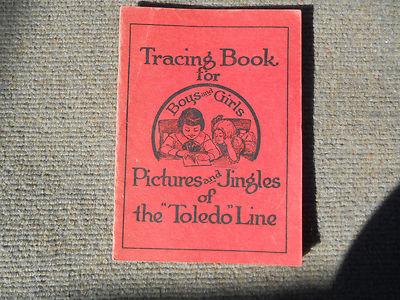 Tracing Book
for
Boys and Girls
Pictures and Jingles
of
the "Toledo" Line